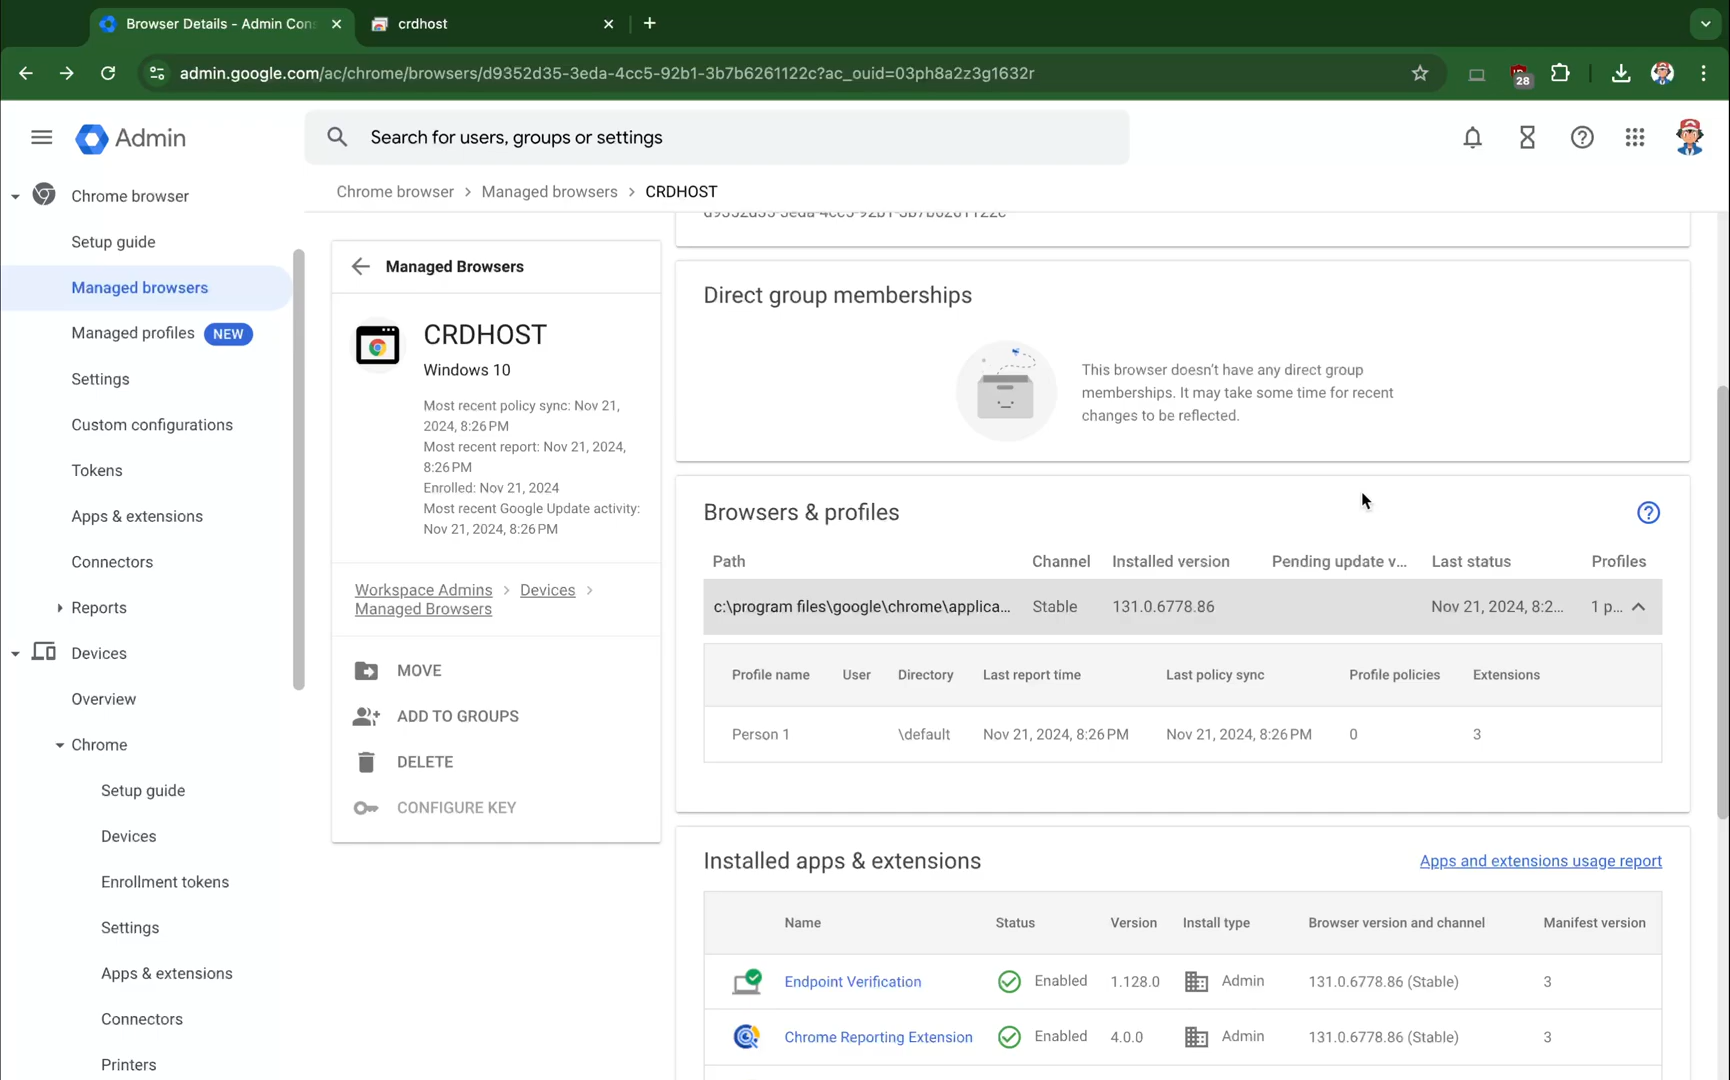 Browser Details - Admin Cons
crdhost
admin.google.com/ac/chrome/browsers/d9352d35-3eda-4cc5-92b1-3b7b6261122c?ac_ouid=03ph8a2z3g1632r
28
Admin
Search for users, groups or settings
Chrome browser
Setup guide
Managed browsers
Managed profiles NEW
Settings
Custom configurations
Tokens
Apps & extensions
Connectors
Reports
Devices
Overview
Chrome
Setup guide
Devices
Enrollment tokens
Settings
Apps & extensions
Connectors
Printers
Chrome browser > Managed browsers > CRDHOST
Managed Browsers
CRDHOST
Windows 10
Most recent policy sync: Nov 21,
2024, 8:26 PM
Most recent report: Nov 21, 2024,
8:26 PM
Enrolled: Nov 21, 2024
Most recent Google Update activity:
Nov 21, 2024, 8:26 PM
Workspace Admins > Devices >
Managed Browsers
MOVE
ADD TO GROUPS
DELETE
CONFIGURE KEY
d9352d35-3eda-4cc5-92b1-3b7b6261122c
Direct group memberships
This browser doesn't have any direct group
memberships. It may take some time for recent
changes to be reflected.
Browsers & profiles
Path Channel Installed version Pending update v... Last status Profiles
c:\program files\google\chrome\applica... Stable 131.0.6778.86 Nov 21, 2024, 8:2... 1 p...
Profile name User Directory Last report time Last policy sync Profile policies Extensions
Person 1 \default Nov 21, 2024, 8:26 PM Nov 21, 2024, 8:26 PM 0 3
Installed apps & extensions Apps and extensions usage report
Name Status Version Install type Browser version and channel Manifest version
Endpoint Verification Enabled 1.128.0 Admin 131.0.6778.86 (Stable) 3
Chrome Reporting Extension Enabled 4.0.0 Admin 131.0.6778.86 (Stable) 3